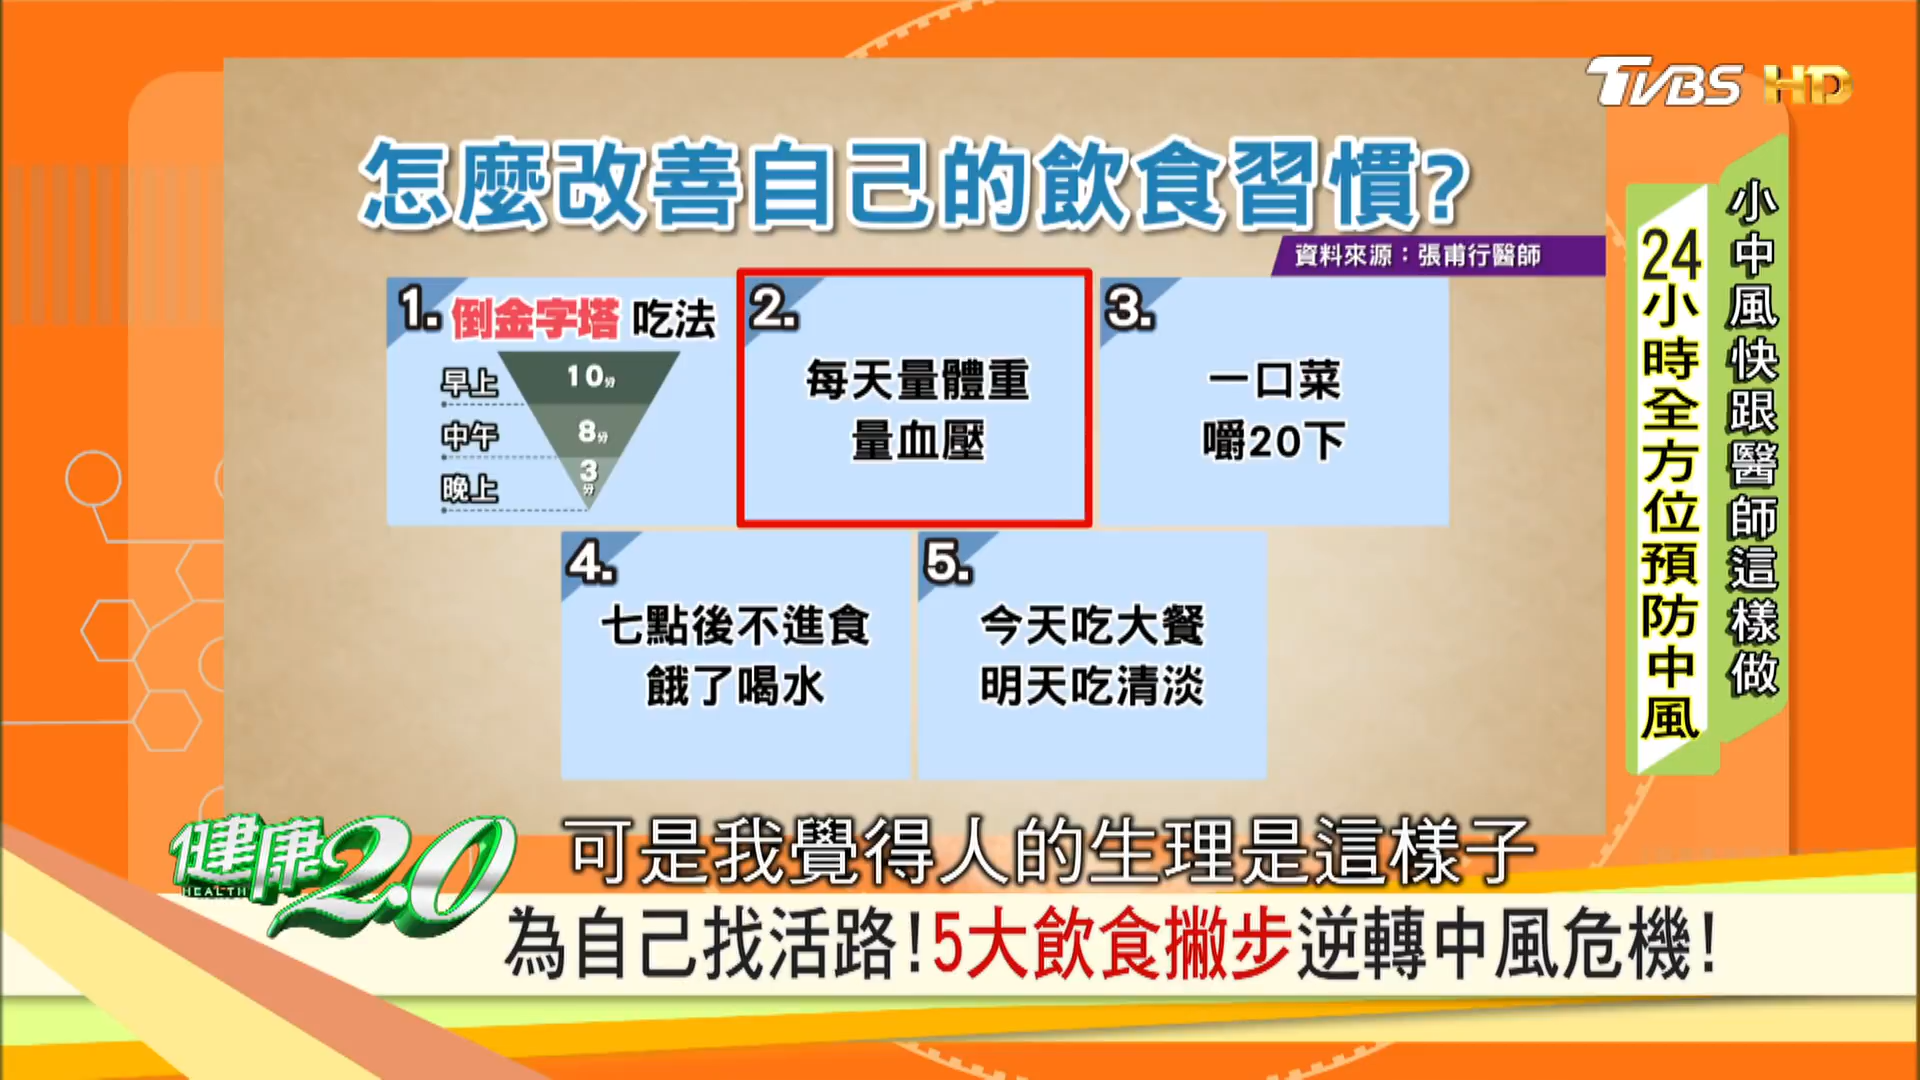 TVBS HD
怎麼改善自己的飲食習慣?
資料來源：張甫行醫師
1. 倒金字塔 吃法
早上 10分
中午 8分
晚上 3分
2.
每天量體重
量血壓
3.
一口菜
嚼20下
4.
七點後不進食
餓了喝水
5.
今天吃大餐
明天吃清淡
小中風快跟醫師這樣做
24小時全方位預防中風
健康2.0
HEALTH
可是我覺得人的生理是這樣子
為自己找活路!5大飲食撇步逆轉中風危機!